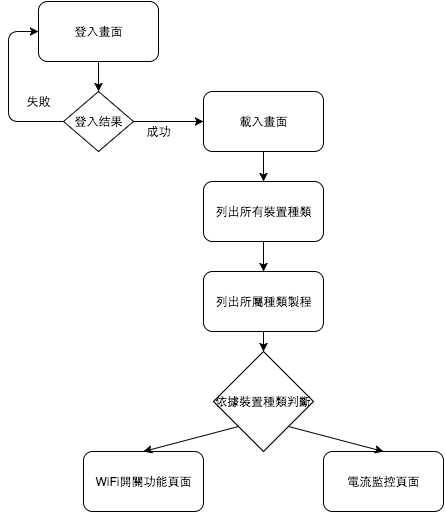 登入畫面
失敗
登入结果
成功
載入畫面
列出所有裝置種類
列出所屬種類製程
依據裝置種類判斷
WiFi開關功能頁面
電流監控頁面